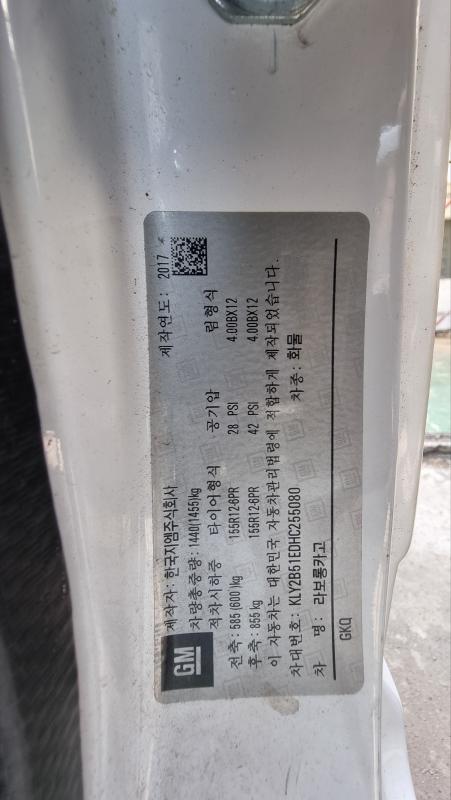 GM
제작자: 한국지엠주식회사 제작연도: 2017
차량총중량: 1440(1455)kg
적차시하중 타이어형식 공기압 림형식
전축: 585(600)kg 155R12-6PR 28 PSI 4.00BX12
후축: 855kg 155R12-6PR 42 PSI 4.00BX12
이 자동차는 대한민국 자동차관리법령에 적합하게 제작되었습니다.
차대번호: KLY2B51EDHC255080 차종: 화물
차 명: 라보롱카고
GKQ